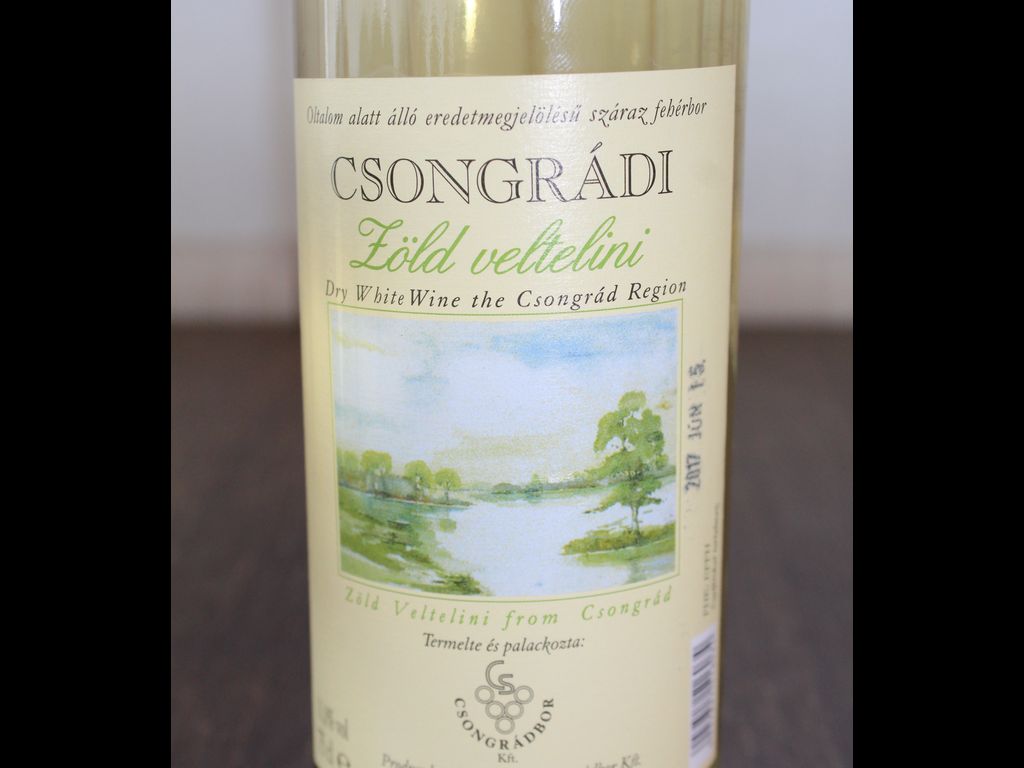 Oltalom alatt álló eredetmegjelölésű száraz fehérbor
CSONGRÁDI
Zöld veltelini
Dry White Wine the Csongrád Region
2017 JÚN 15.
Zöld Veltelini from Csongrád
Termelte és palackozta:
CS
CSONGRÁDBOR
Kft.
Kft.